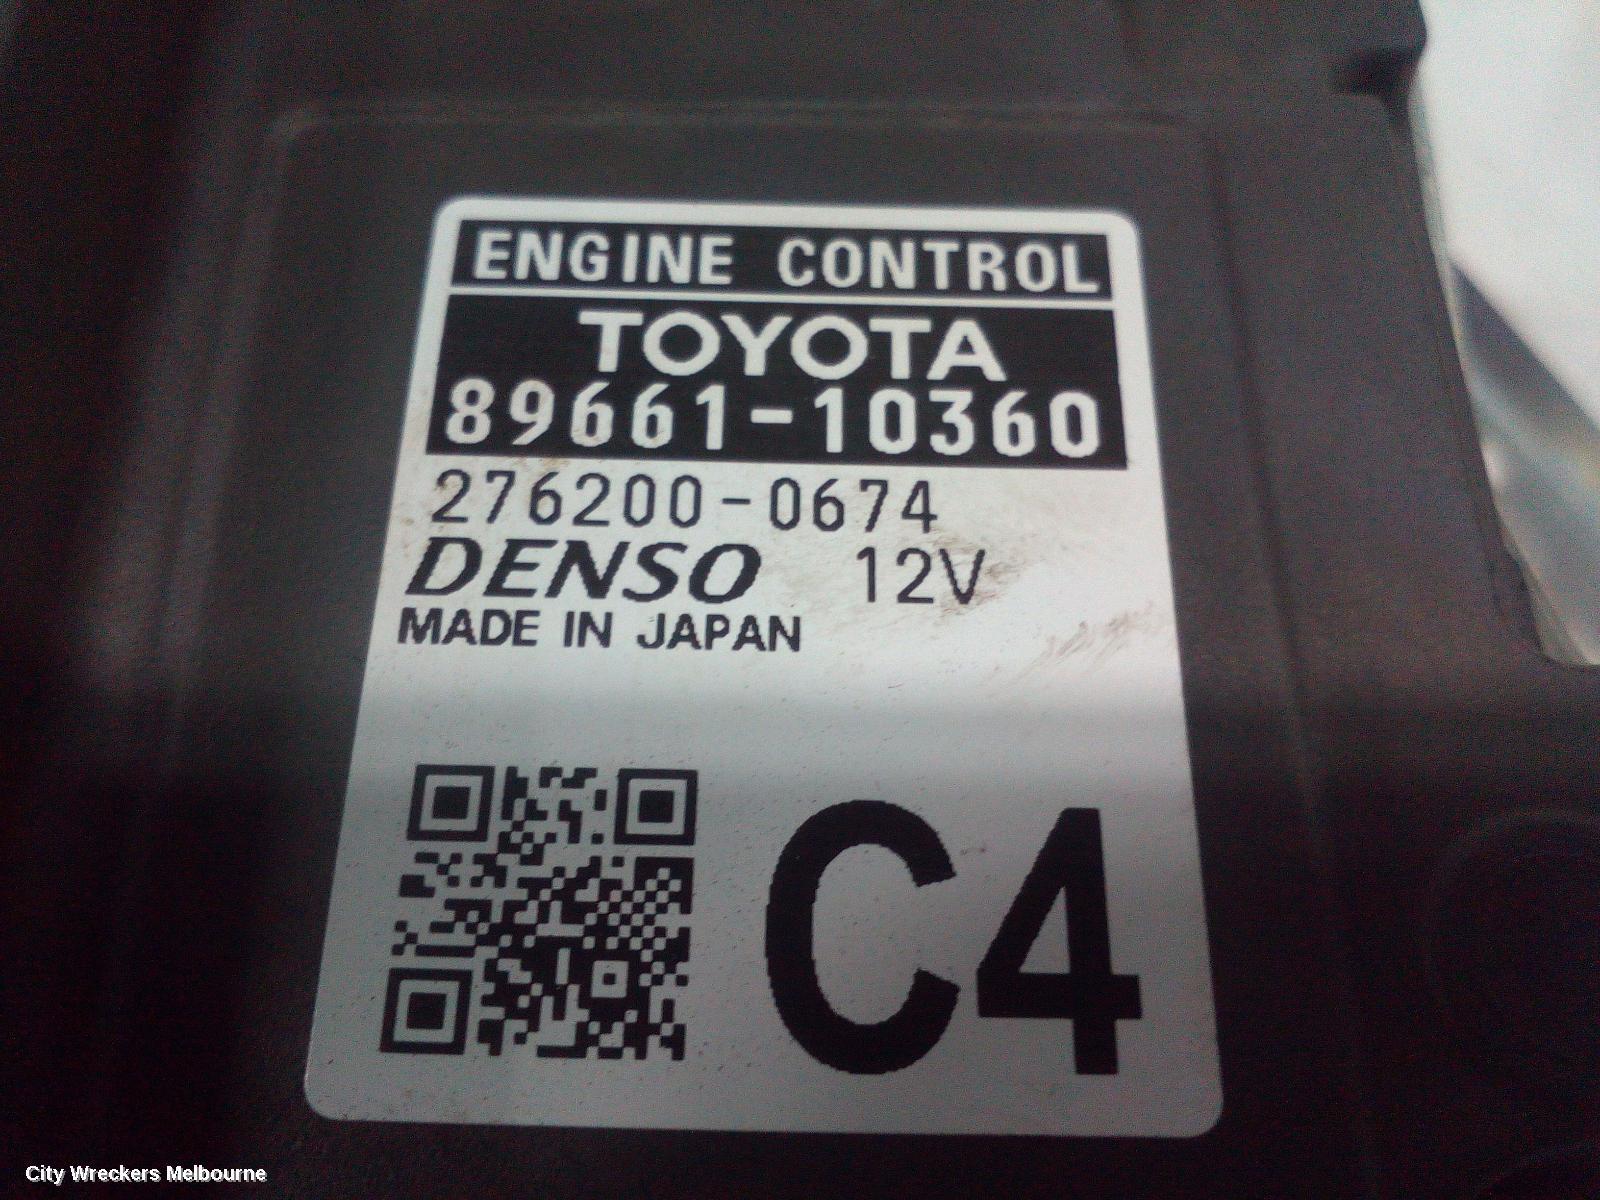 ENGINE CONTROL
TOYOTA
89661-10360
276200-0674
DENSO 12V
MADE IN JAPAN
C4
City Wreckers Melbourne